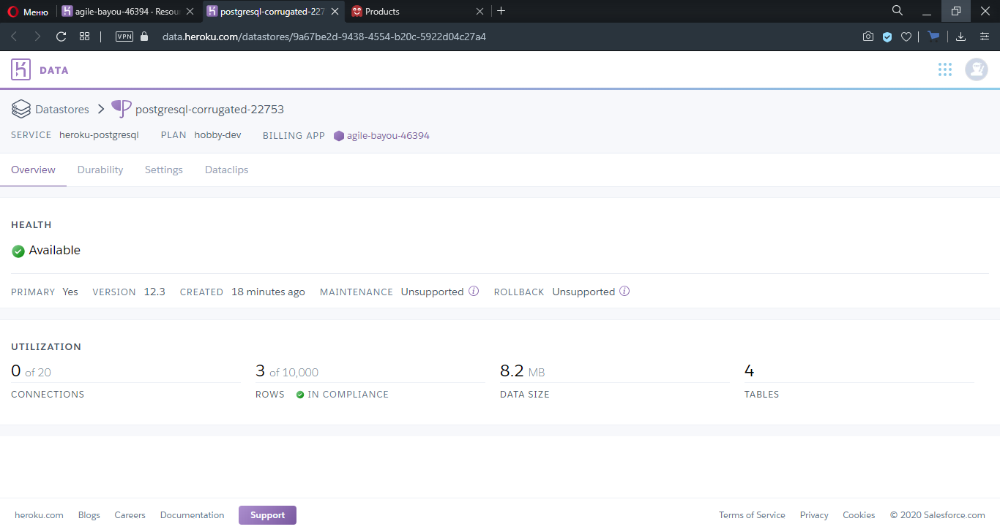 Меню agile-bayou-46394 · Resou postgresql-corrugated-227 Products
VPN data.heroku.com/datastores/9a67be2d-9438-4554-b20c-5922d04c27a4
DATA
Datastores postgresql-corrugated-22753
SERVICE heroku-postgresql PLAN hobby-dev BILLING APP agile-bayou-46394
Overview Durability Settings Dataclips
HEALTH
Available
PRIMARY Yes VERSION 12.3 CREATED 18 minutes ago MAINTENANCE Unsupported ROLLBACK Unsupported
UTILIZATION
0 of 20 3 of 10,000 8.2 MB 4
CONNECTIONS ROWS IN COMPLIANCE DATA SIZE TABLES
heroku.com Blogs Careers Documentation Support Terms of Service Privacy Cookies © 2020 Salesforce.com